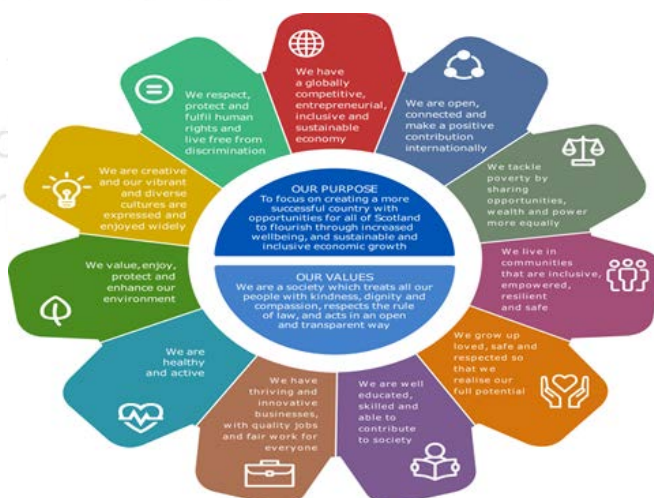 We have
a globally
competitive,
entrepreneurial,
inclusive and
sustainable
economy
We are open,
connected and
make a positive
contribution
internationally
We tackle
poverty by
sharing
opportunities,
wealth and power
more equally
We live in
communities
that are inclusive,
empowered,
resilient
and safe
We grow up
loved, safe and
respected so
that we
realise our
full potential
We are well
educated,
skilled and
able to
contribute
to society
We have
thriving and
innovative
businesses,
with quality jobs
and fair work for
everyone
We are
healthy
and active
We value, enjoy,
protect and
enhance our
environment
We are creative
and our vibrant
and diverse
cultures are
expressed and
enjoyed widely
We respect,
protect and
fulfil human
rights and
live free from
discrimination
OUR PURPOSE
To focus on creating a more
successful country with
opportunities for all of Scotland
to flourish through increased
wellbeing, and sustainable and
inclusive economic growth
OUR VALUES
We are a society which treats all our
people with kindness, dignity and
compassion, respects the rule
of law, and acts in an open
and transparent way